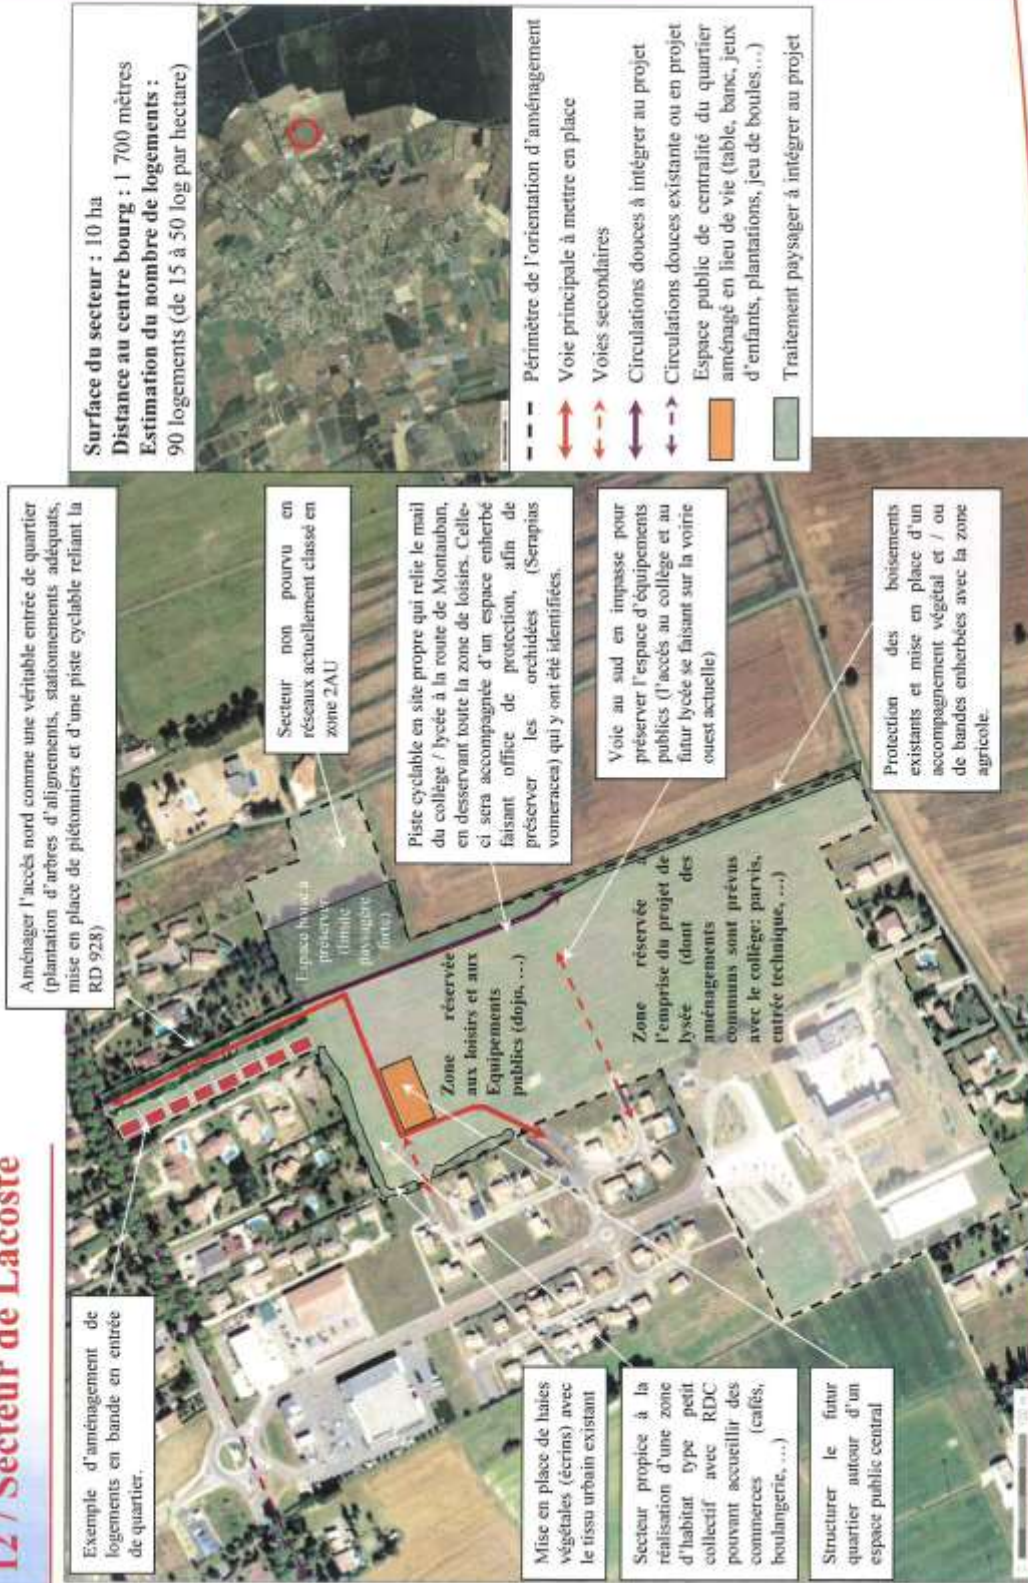 12 / Secteur de Lacoste
Aménager l'accès nord comme une véritable entrée de quartier
(plantation d'arbres d'alignements, stationnements adéquats,
mise en place de piétonniers et d'une piste cyclable reliant la
RD 928)
Surface du secteur : 10 ha
Distance au centre bourg : 1 700 mètres
Estimation du nombre de logements :
90 logements (de 15 à 50 log par hectare)
Exemple d'aménagement de
logements en bande en entrée
de quartier.
Secteur non pourvu en
réseaux actuellement classé en
zone 2AU
Espace boisé à
préserver
(limite
paysagère
forte)
Piste cyclable en site propre qui relie le mail
du collège / lycée à la route de Montauban,
en desservant toute la zone de loisirs. Celle-
ci sera accompagnée d'un espace enherbé
faisant office de protection, afin de
préserver les orchidées (Serapias
vomeracea) qui y ont été identifiées.
Zone réservée
aux loisirs et aux
Equipements
publics (dojo,…)
Voie au sud en impasse pour
préserver l'espace d'équipements
publics (l'accès au collège et au
futur lycée se faisant sur la voirie
ouest actuelle)
Zone réservée à
l'emprise du projet de
lysée (dont des
aménagements
communs sont prévus
avec le collège: parvis,
entrée technique, …)
Protection des boisements
existants et mise en place d'un
accompagnement végétal et / ou
de bandes enherbées avec la zone
agricole.
Mise en place de haies
végétales (écrins) avec
le tissu urbain existant
Secteur propice à la
réalisation d'une zone
d'habitat type petit
collectif avec RDC
pouvant accueillir des
commerces (cafés,
boulangerie, …)
Structurer le futur
quartier autour d'un
espace public central
Périmètre de l'orientation d'aménagement
Voie principale à mettre en place
Voies secondaires
Circulations douces à intégrer au projet
Circulations douces existante ou en projet
Espace public de centralité du quartier
aménagé en lieu de vie (table, banc, jeux
d'enfants, plantations, jeu de boules…)
Traitement paysager à intégrer au projet